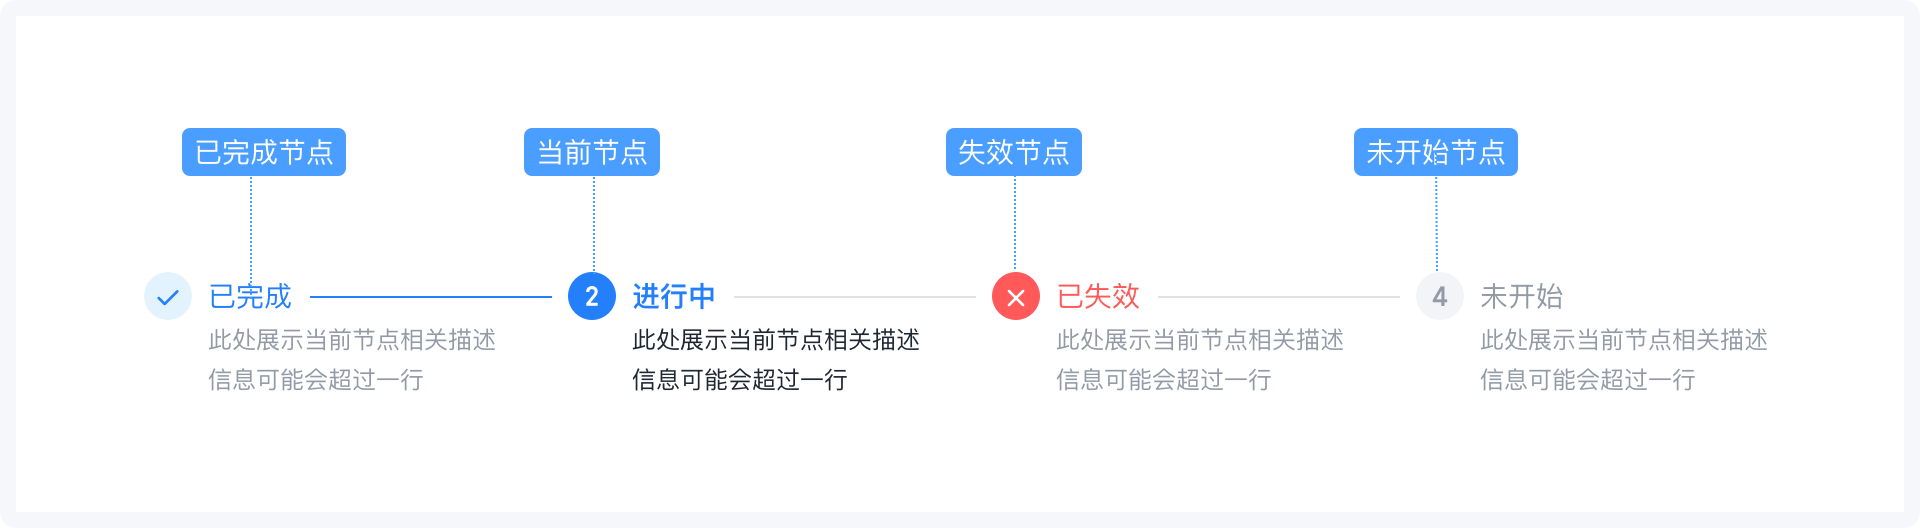 已完成节点
当前节点
失效节点
未开始节点
已完成
此处展示当前节点相关描述
信息可能会超过一行
2
进行中
此处展示当前节点相关描述
信息可能会超过一行
已失效
此处展示当前节点相关描述
信息可能会超过一行
4
未开始
此处展示当前节点相关描述
信息可能会超过一行